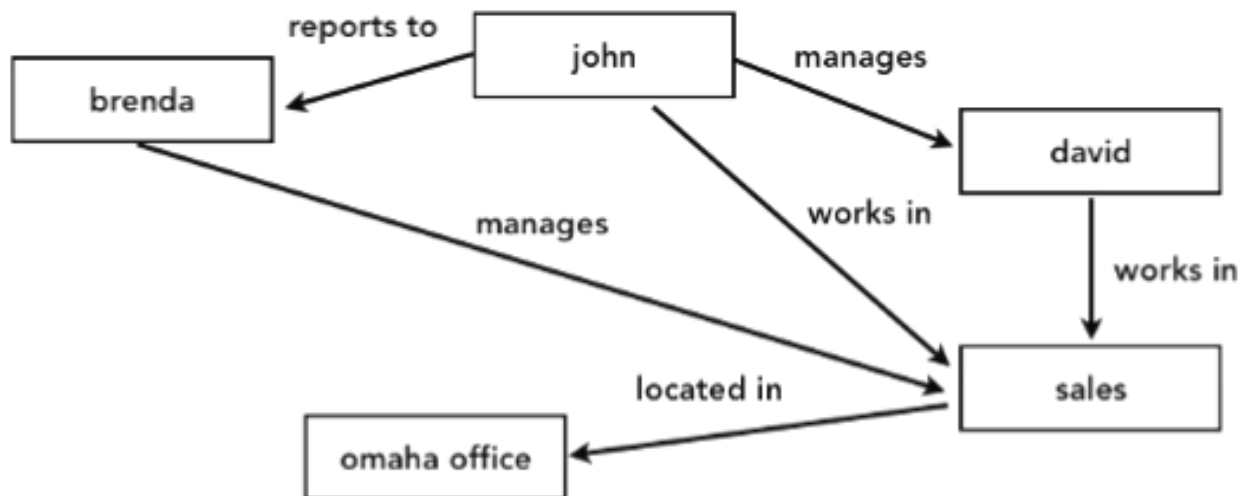 reports to
john
manages
brenda
david
manages
works in
works in
located in
sales
omaha office